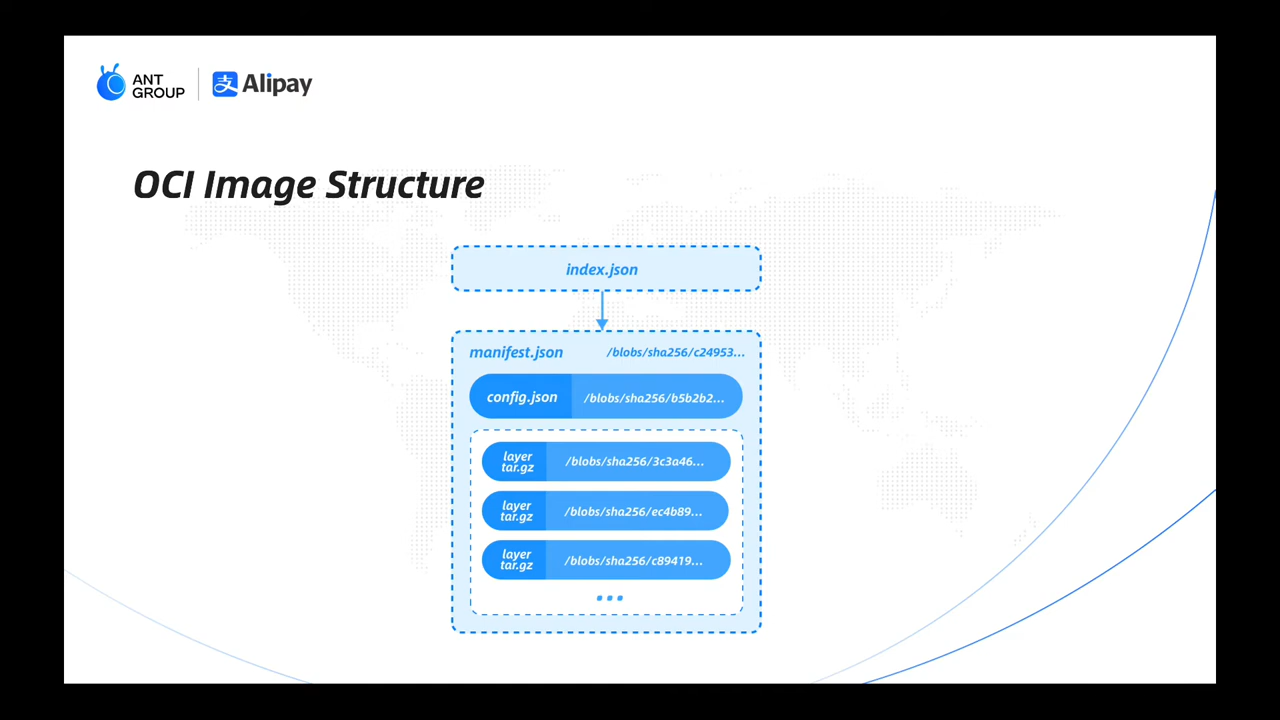 ANT
GROUP
支 Alipay
OCI Image Structure
index.json
manifest.json /blobs/sha256/c24953...
config.json /blobs/sha256/b5b2b2...
layer
tar.gz /blobs/sha256/3c3a46...
layer
tar.gz /blobs/sha256/ec4b89...
layer
tar.gz /blobs/sha256/c89419...
...